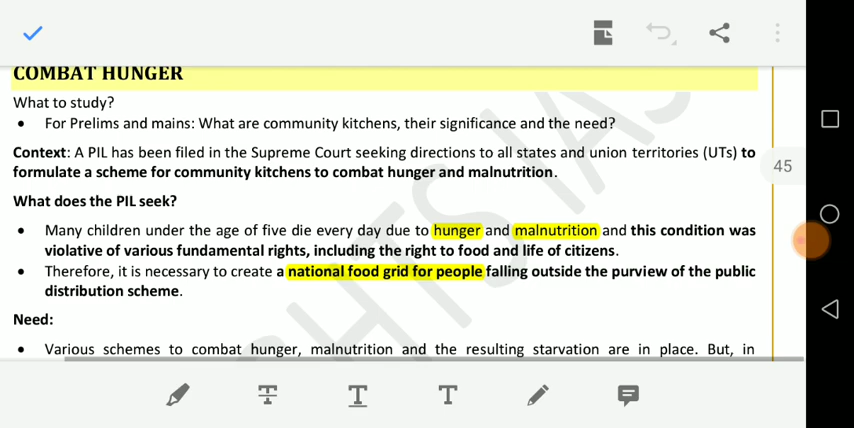 COMBAT HUNGER
What to study?
• For Prelims and mains: What are community kitchens, their significance and the need?
Context: A PIL has been filed in the Supreme Court seeking directions to all states and union territories (UTs) to
formulate a scheme for community kitchens to combat hunger and malnutrition.
45
What does the PIL seek?
• Many children under the age of five die every day due to hunger and malnutrition and this condition was
violative of various fundamental rights, including the right to food and life of citizens.
• Therefore, it is necessary to create a national food grid for people falling outside the purview of the public
distribution scheme.
Need:
• Various schemes to combat hunger, malnutrition and the resulting starvation are in place. But, in
T T T